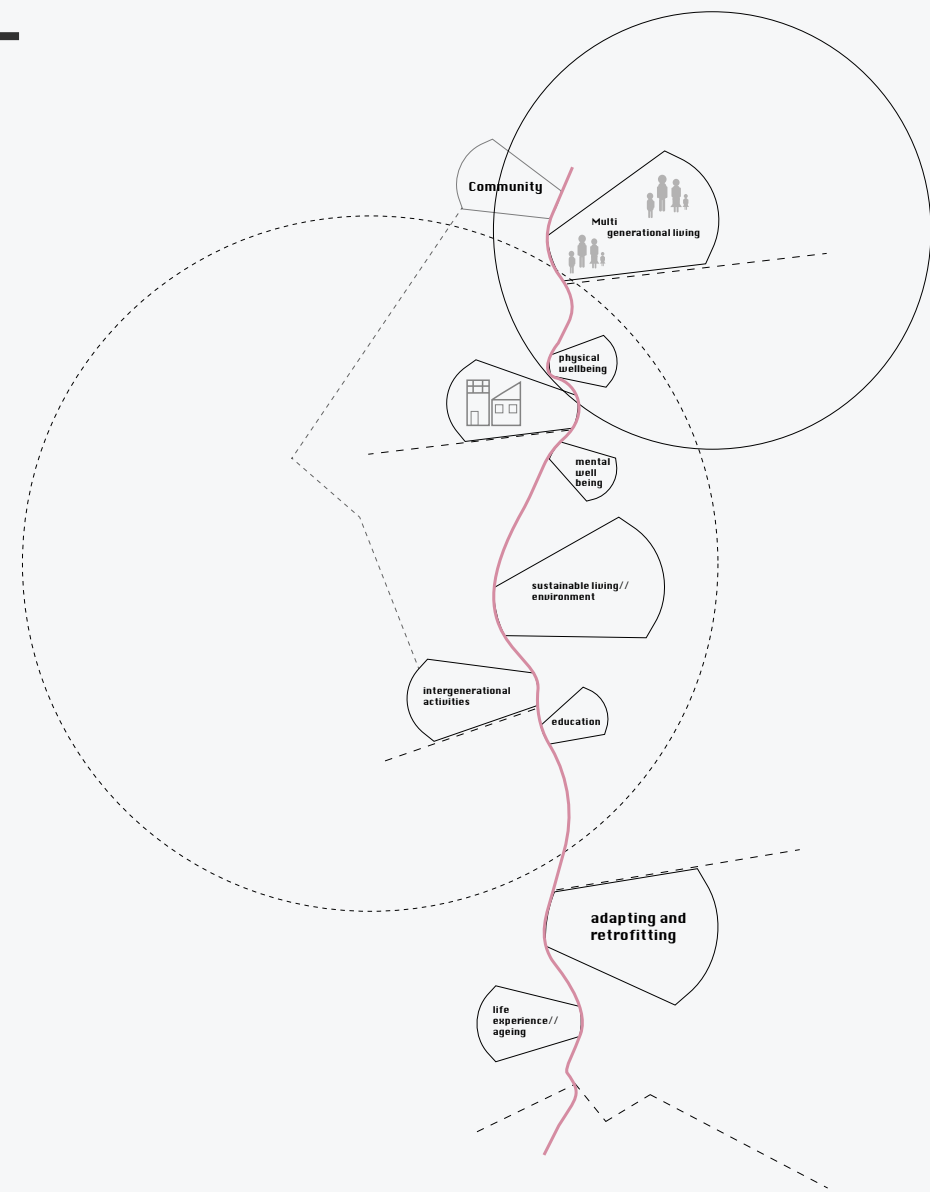 Community
Multi
generational living
physical
wellbeing
mental
well
being
sustainable living//
environment
intergenerational
activities
education
adapting and
retrofitting
life
experience//
ageing